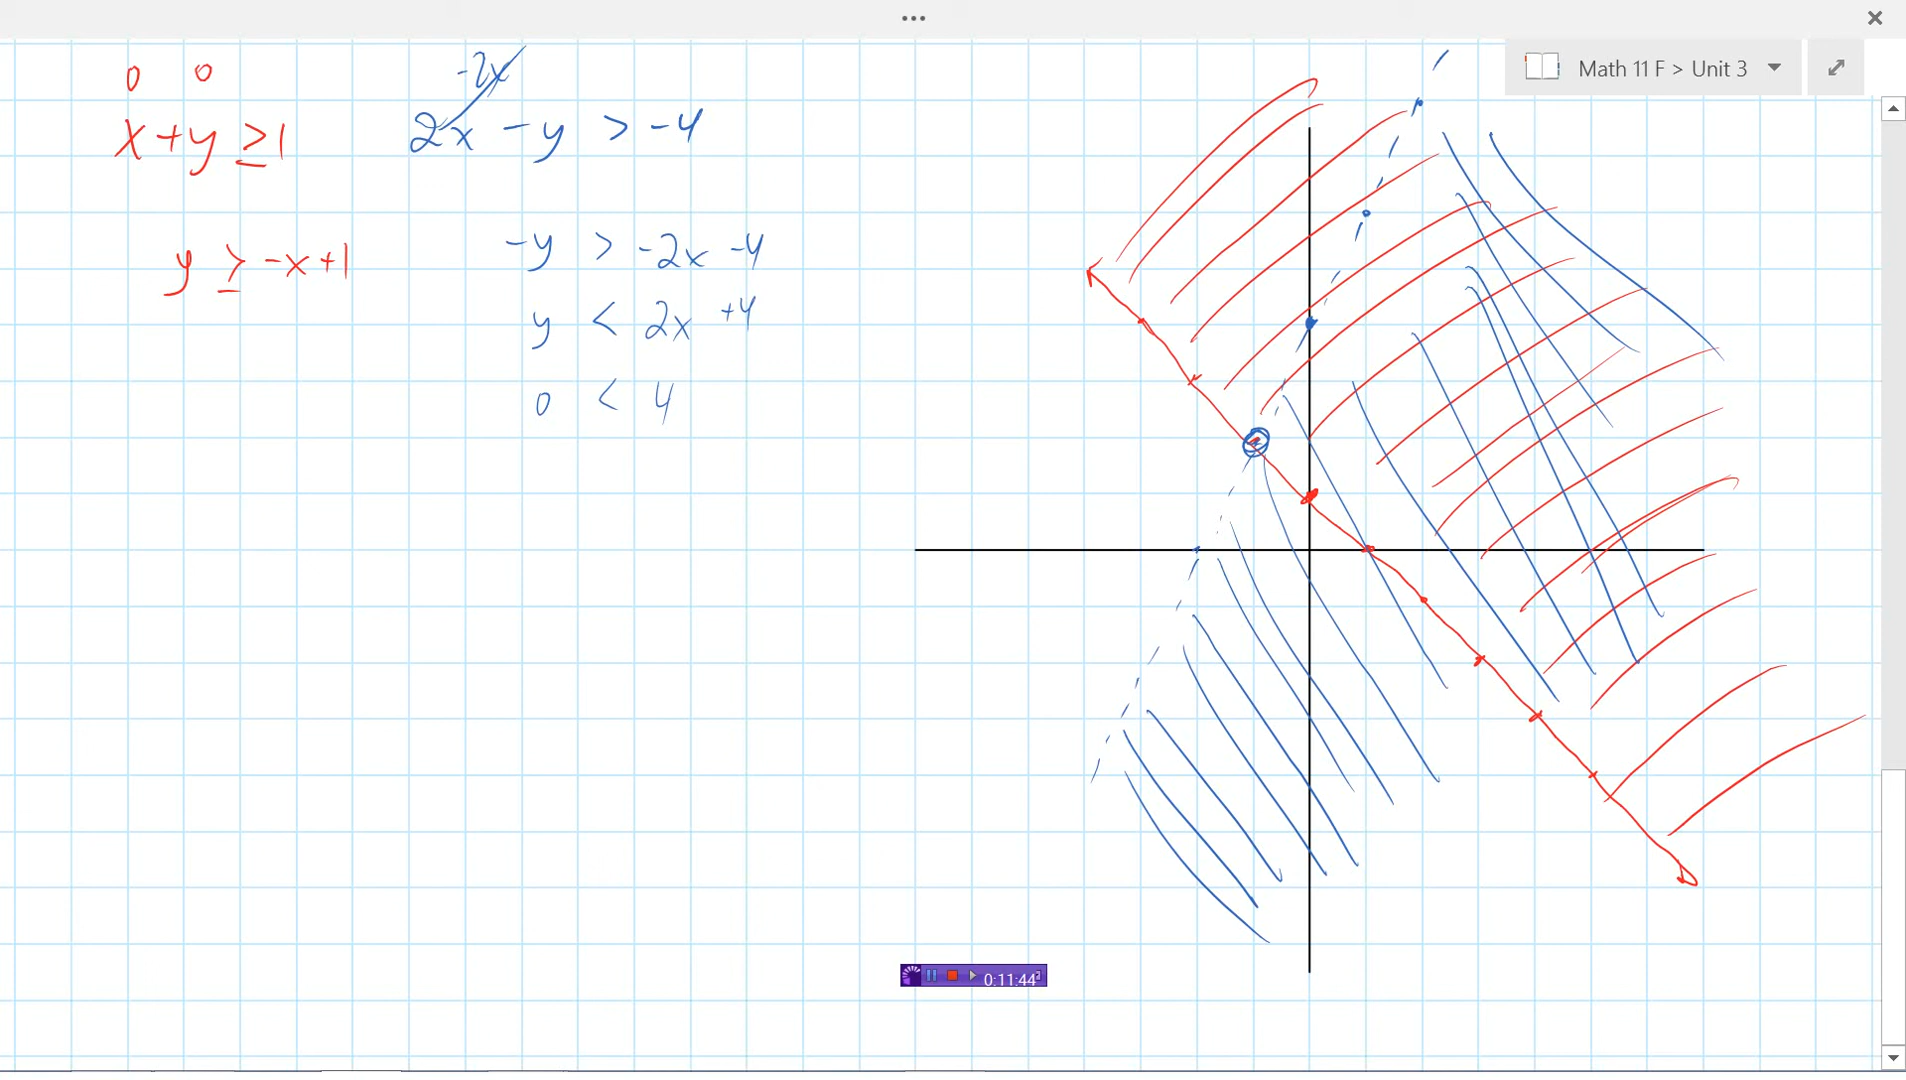 ...
Math 11 F > Unit 3
0 0
x + y ≥ 1
y ≥ -x + 1
-2x
2x - y > -4
-y > -2x - 4
y < 2x + 4
0 < 4
0:11:44